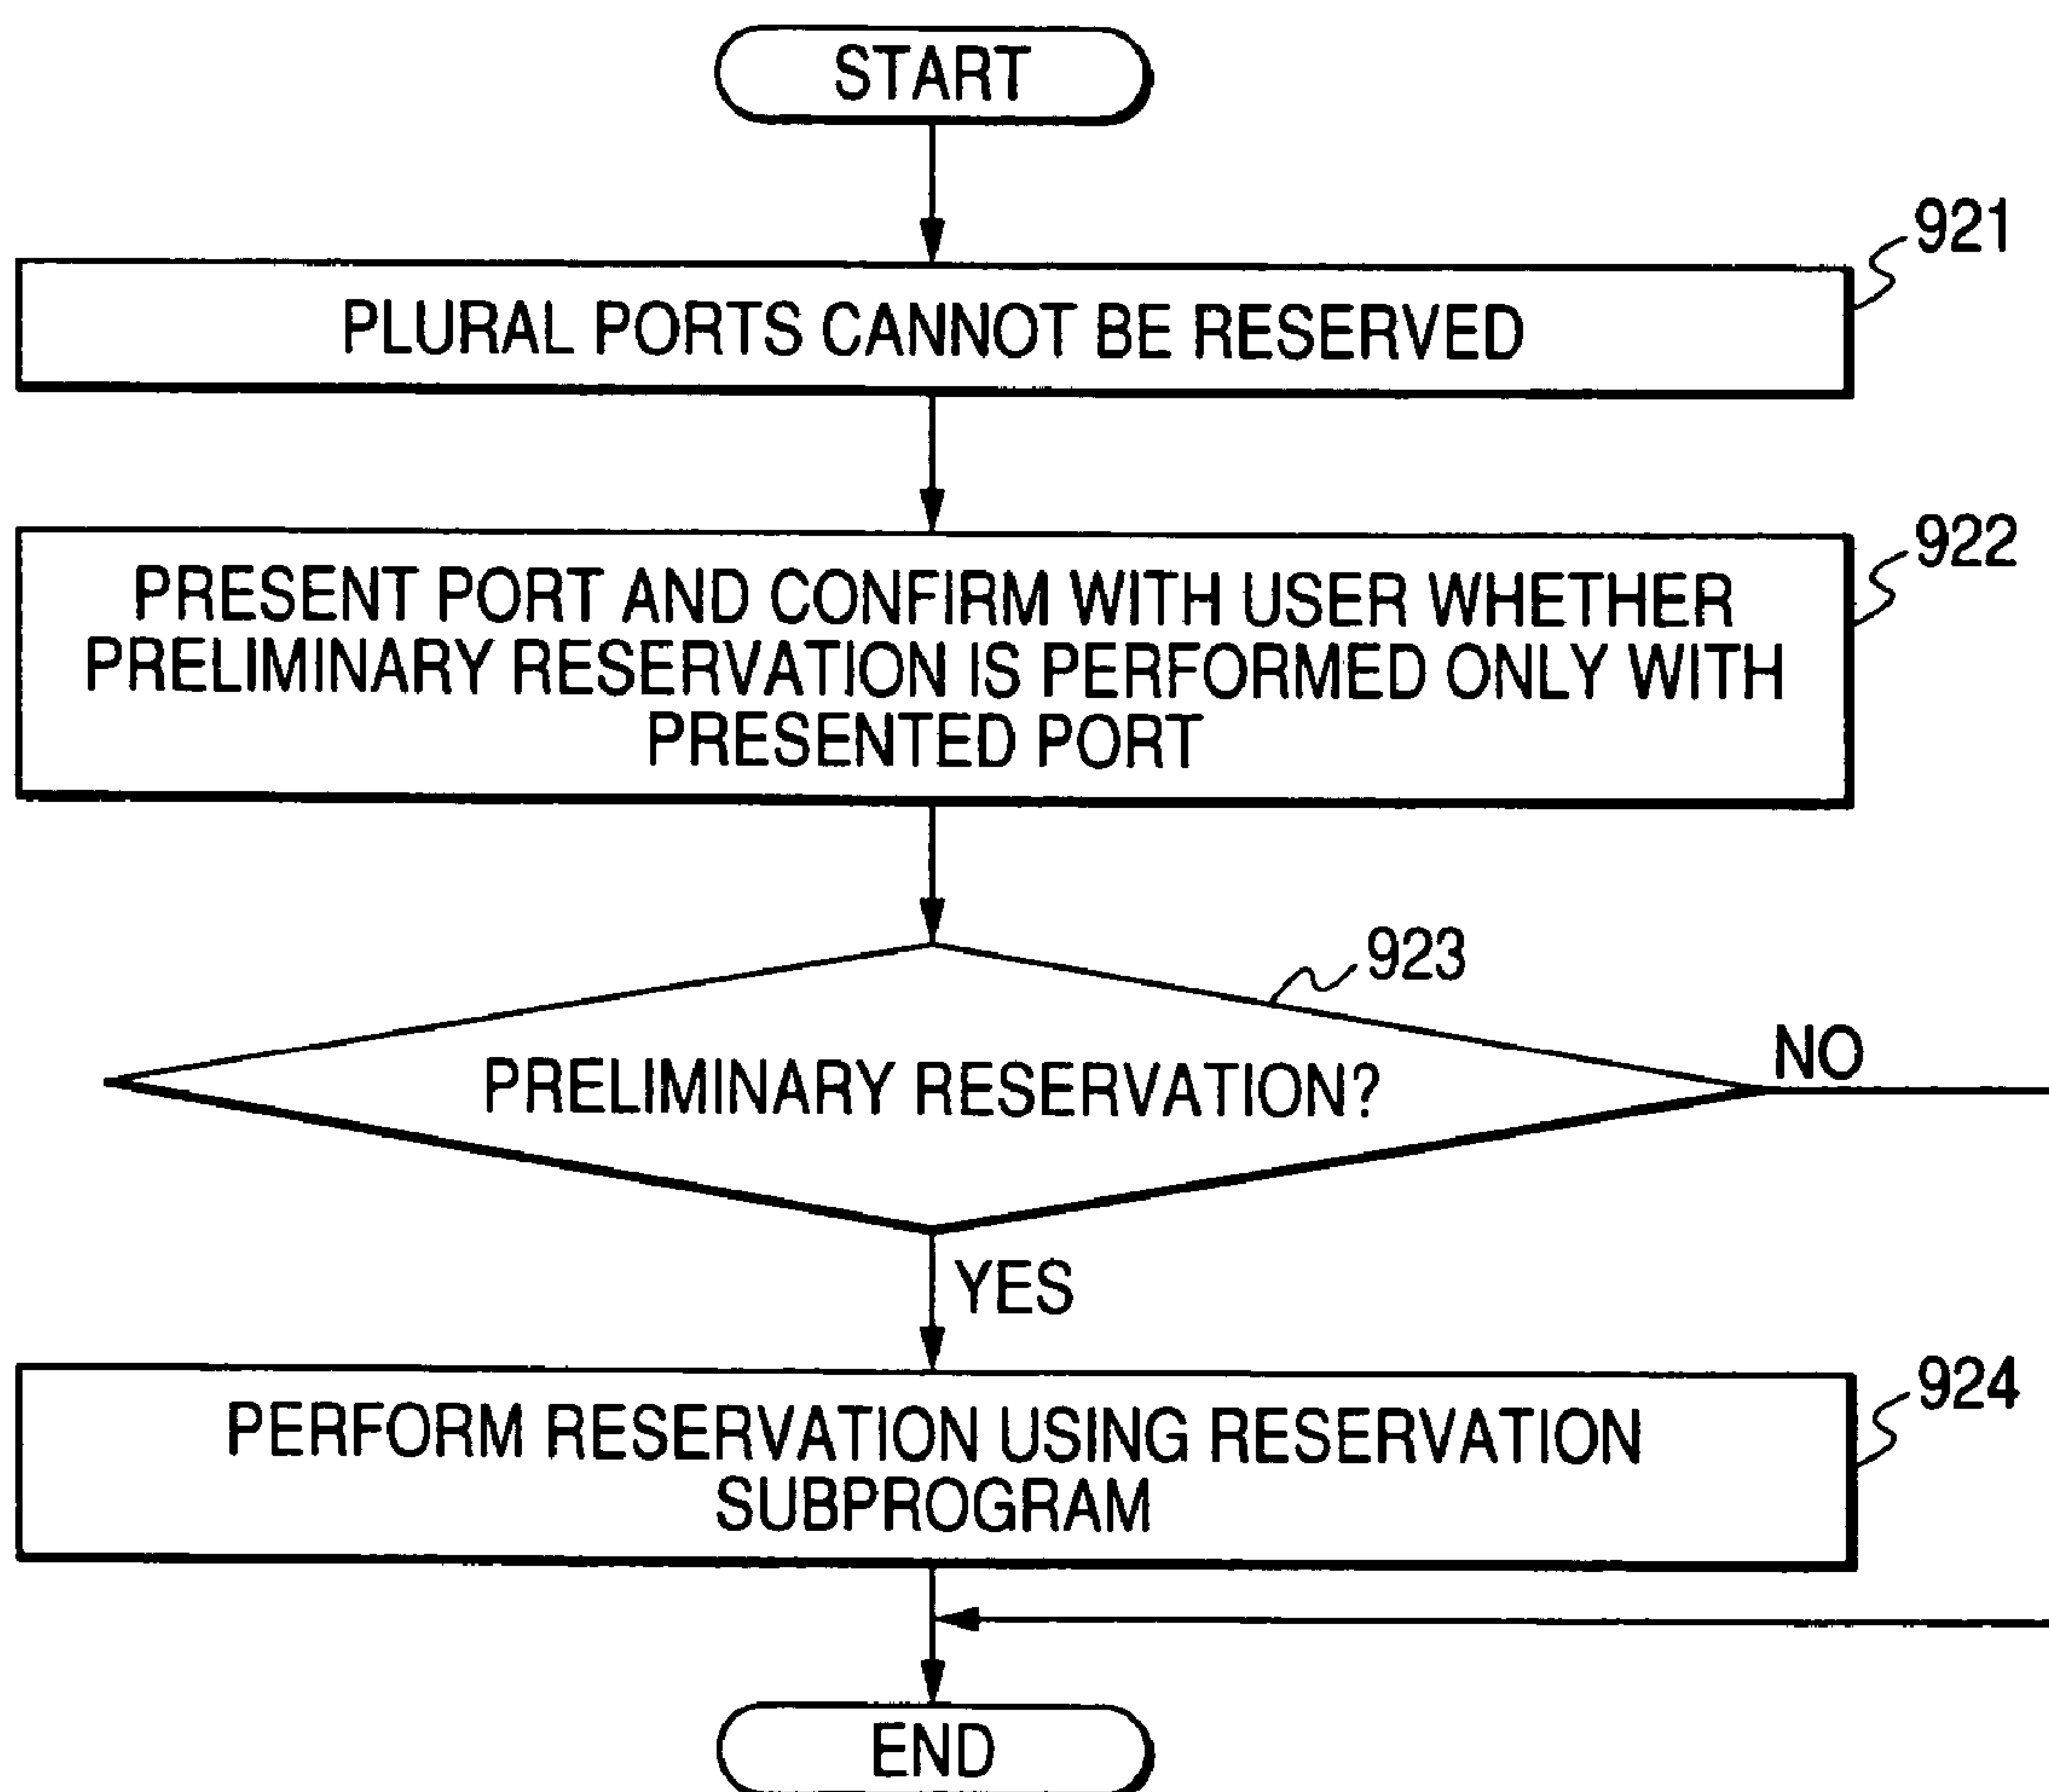 START
921
PLURAL PORTS CANNOT BE RESERVED
922
PRESENT PORT AND CONFIRM WITH USER WHETHER
PRELIMINARY RESERVATION IS PERFORMED ONLY WITH
PRESENTED PORT
923
NO
PRELIMINARY RESERVATION?
YES
924
PERFORM RESERVATION USING RESERVATION
SUBPROGRAM
END